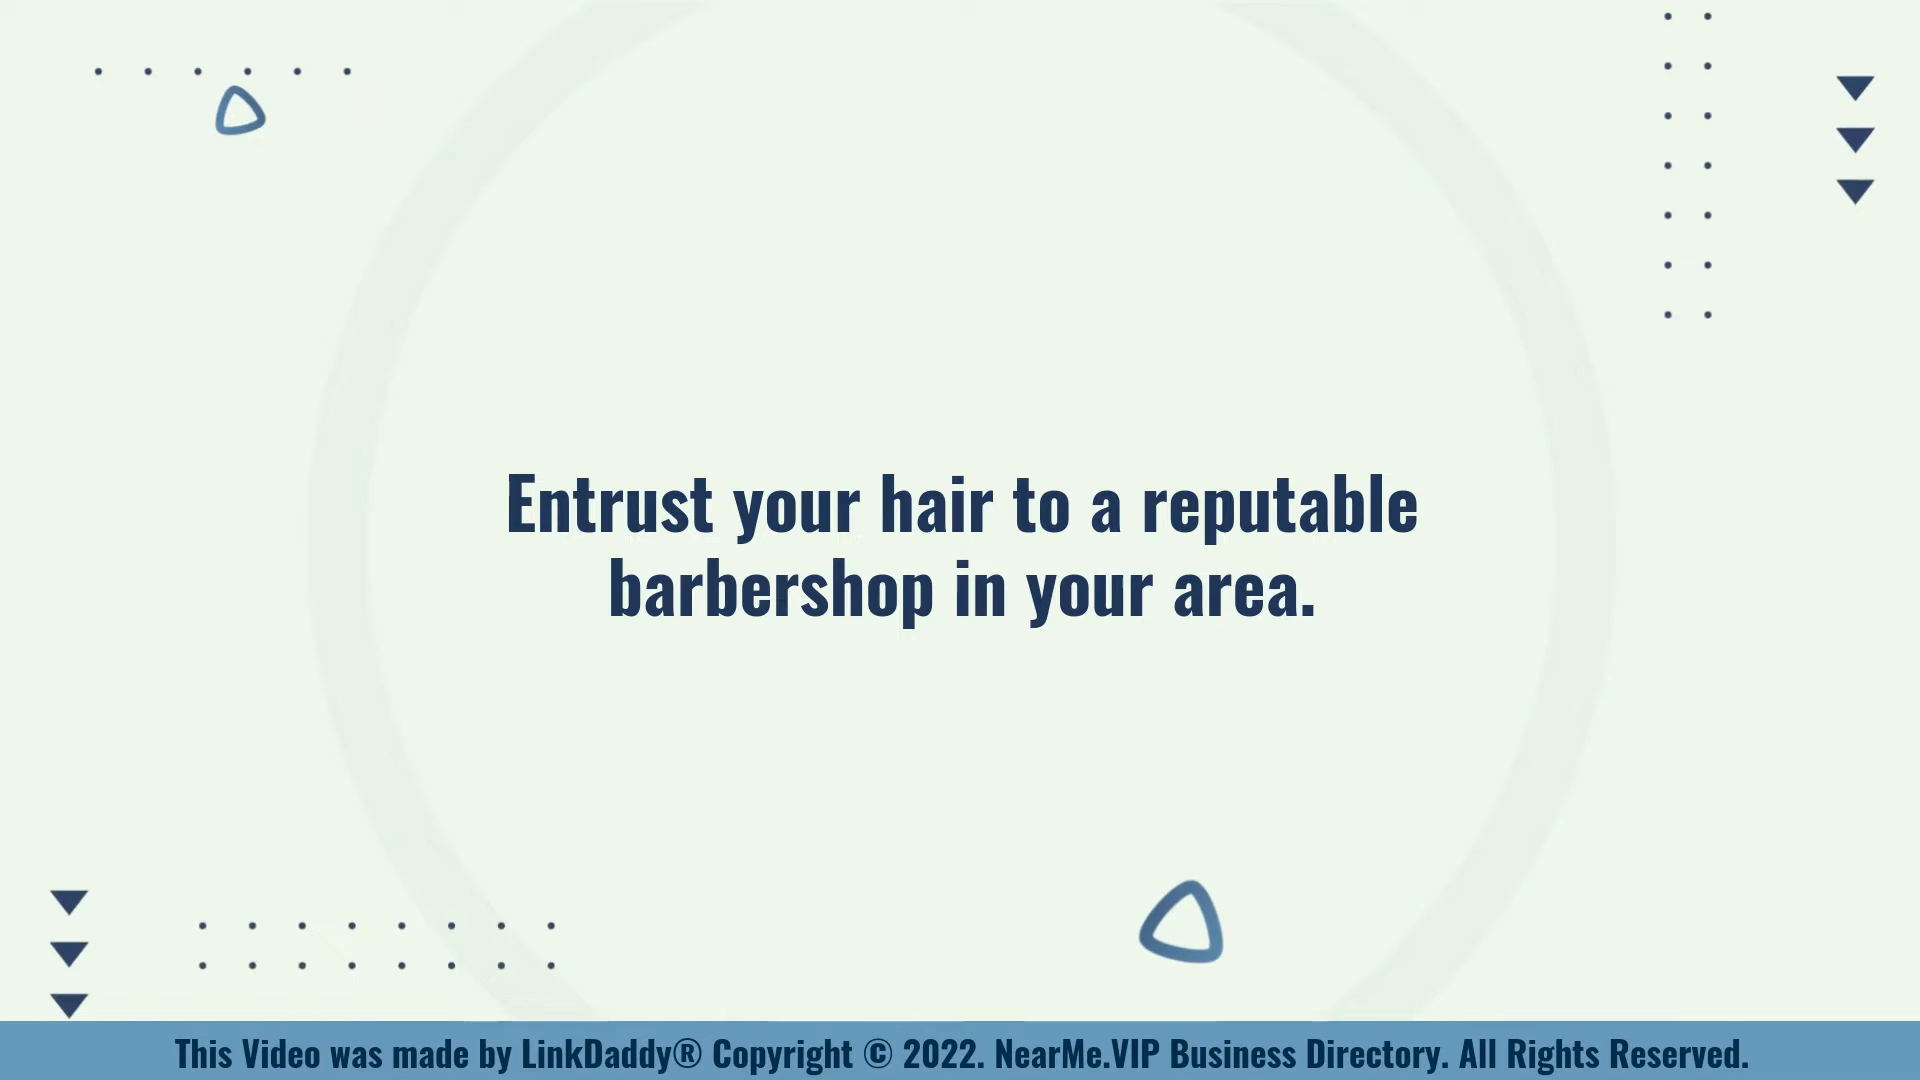 Entrust your hair to a reputable
barbershop in your area.
This Video was made by LinkDaddy® Copyright © 2022. NearMe.VIP Business Directory. All Rights Reserved.